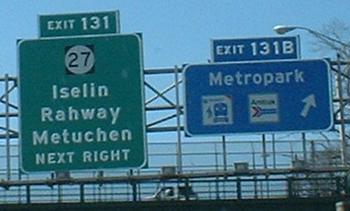 EXIT 131
27
Iselin
Rahway
Metuchen
NEXT RIGHT
EXIT 131B
Metropark
Amtrak